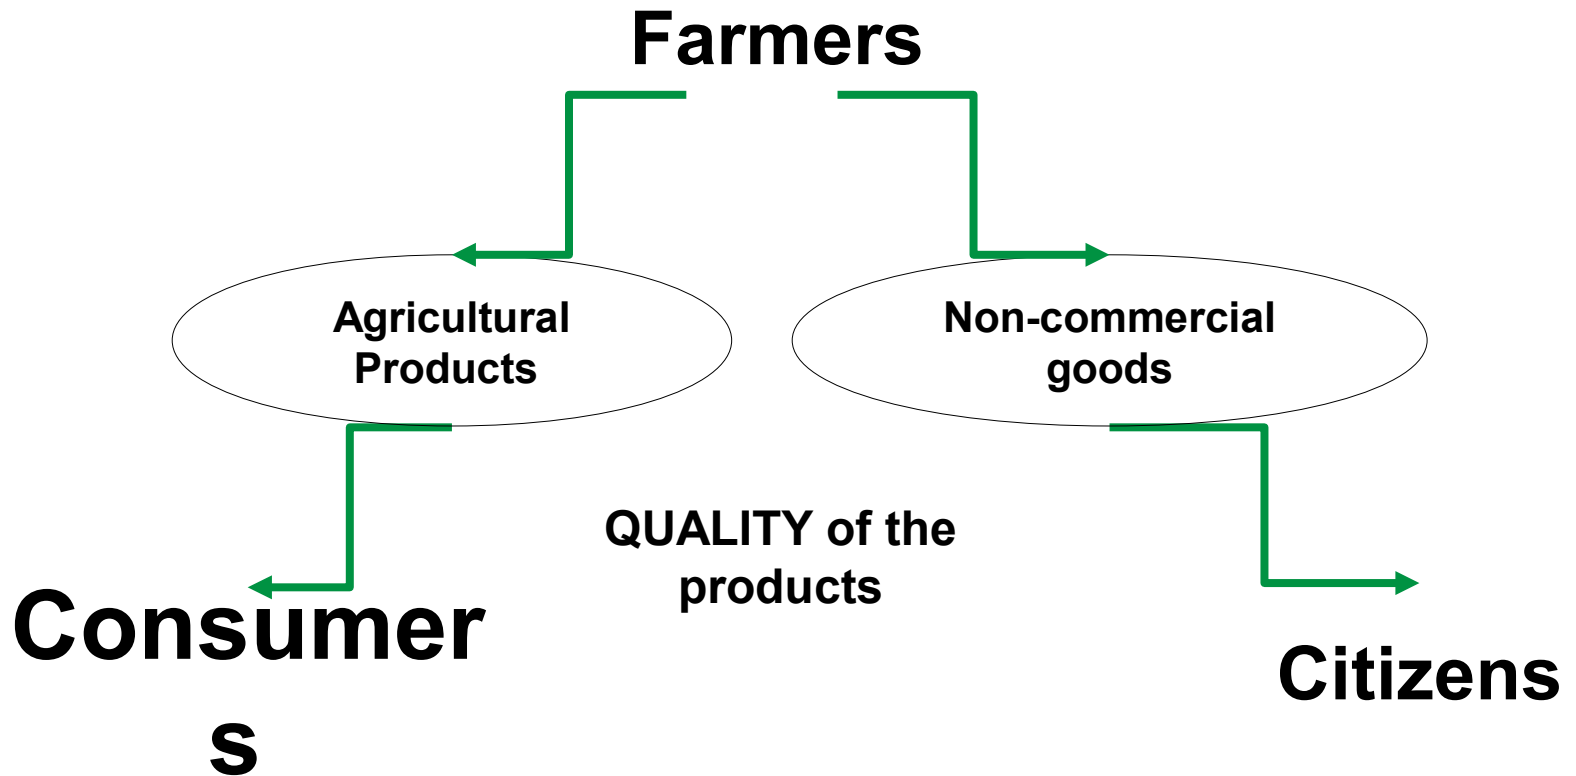 Farmers
Agricultural
Products
Non-commercial
goods
QUALITY of the
products
Consumer
s
Citizens